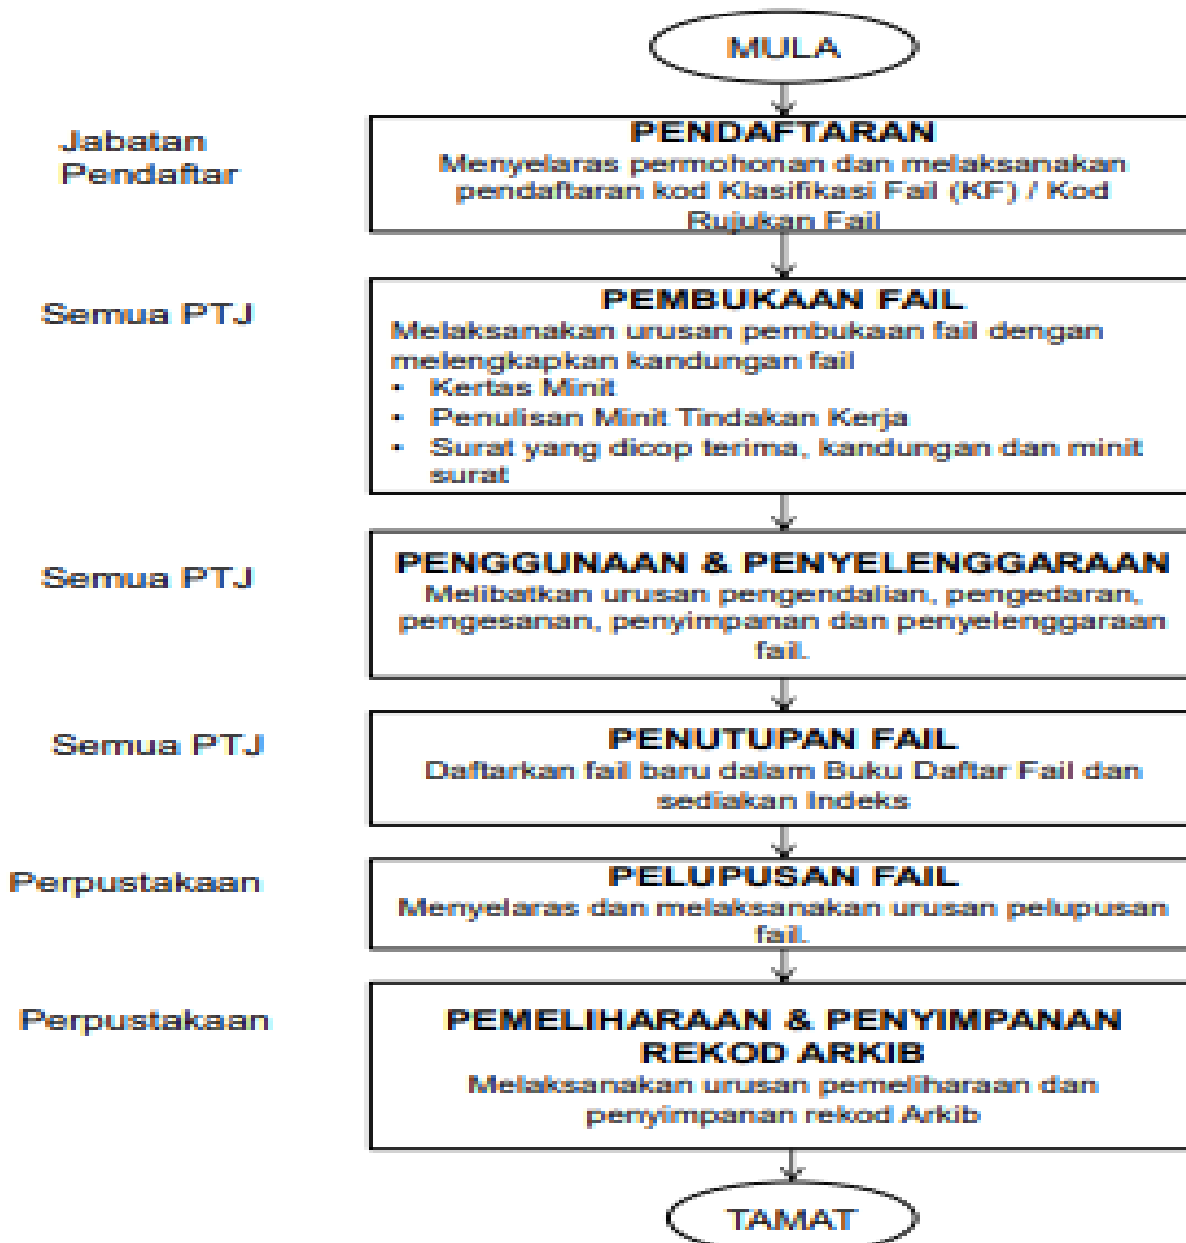 MULA
Jabatan
Pendaftar
PENDAFTARAN
Menyelaras permohonan dan melaksanakan
pendaftaran kod Klasifikasi Fail (KF) / Kod
Rujukan Fail
Semua PTJ
PEMBUKAAN FAIL
Melaksanakan urusan pembukaan fail dengan
melengkapkan kandungan fail
• Kertas Minit
• Penulisan Minit Tindakan Kerja
• Surat yang dicop terima, kandungan dan minit
surat
Semua PTJ
PENGGUNAAN & PENYELENGGARAAN
Melibatkan urusan pengendalian, pengedaran,
pengesanan, penyimpanan dan penyelenggaraan
fail.
Semua PTJ
PENUTUPAN FAIL
Daftarkan fail baru dalam Buku Daftar Fail dan
sediakan Indeks
Perpustakaan
PELUPUSAN FAIL
Menyelaras dan melaksanakan urusan pelupusan
fail.
Perpustakaan
PEMELIHARAAN & PENYIMPANAN
REKOD ARKIB
Melaksanakan urusan pemeliharaan dan
penyimpanan rekod Arkib
TAMAT